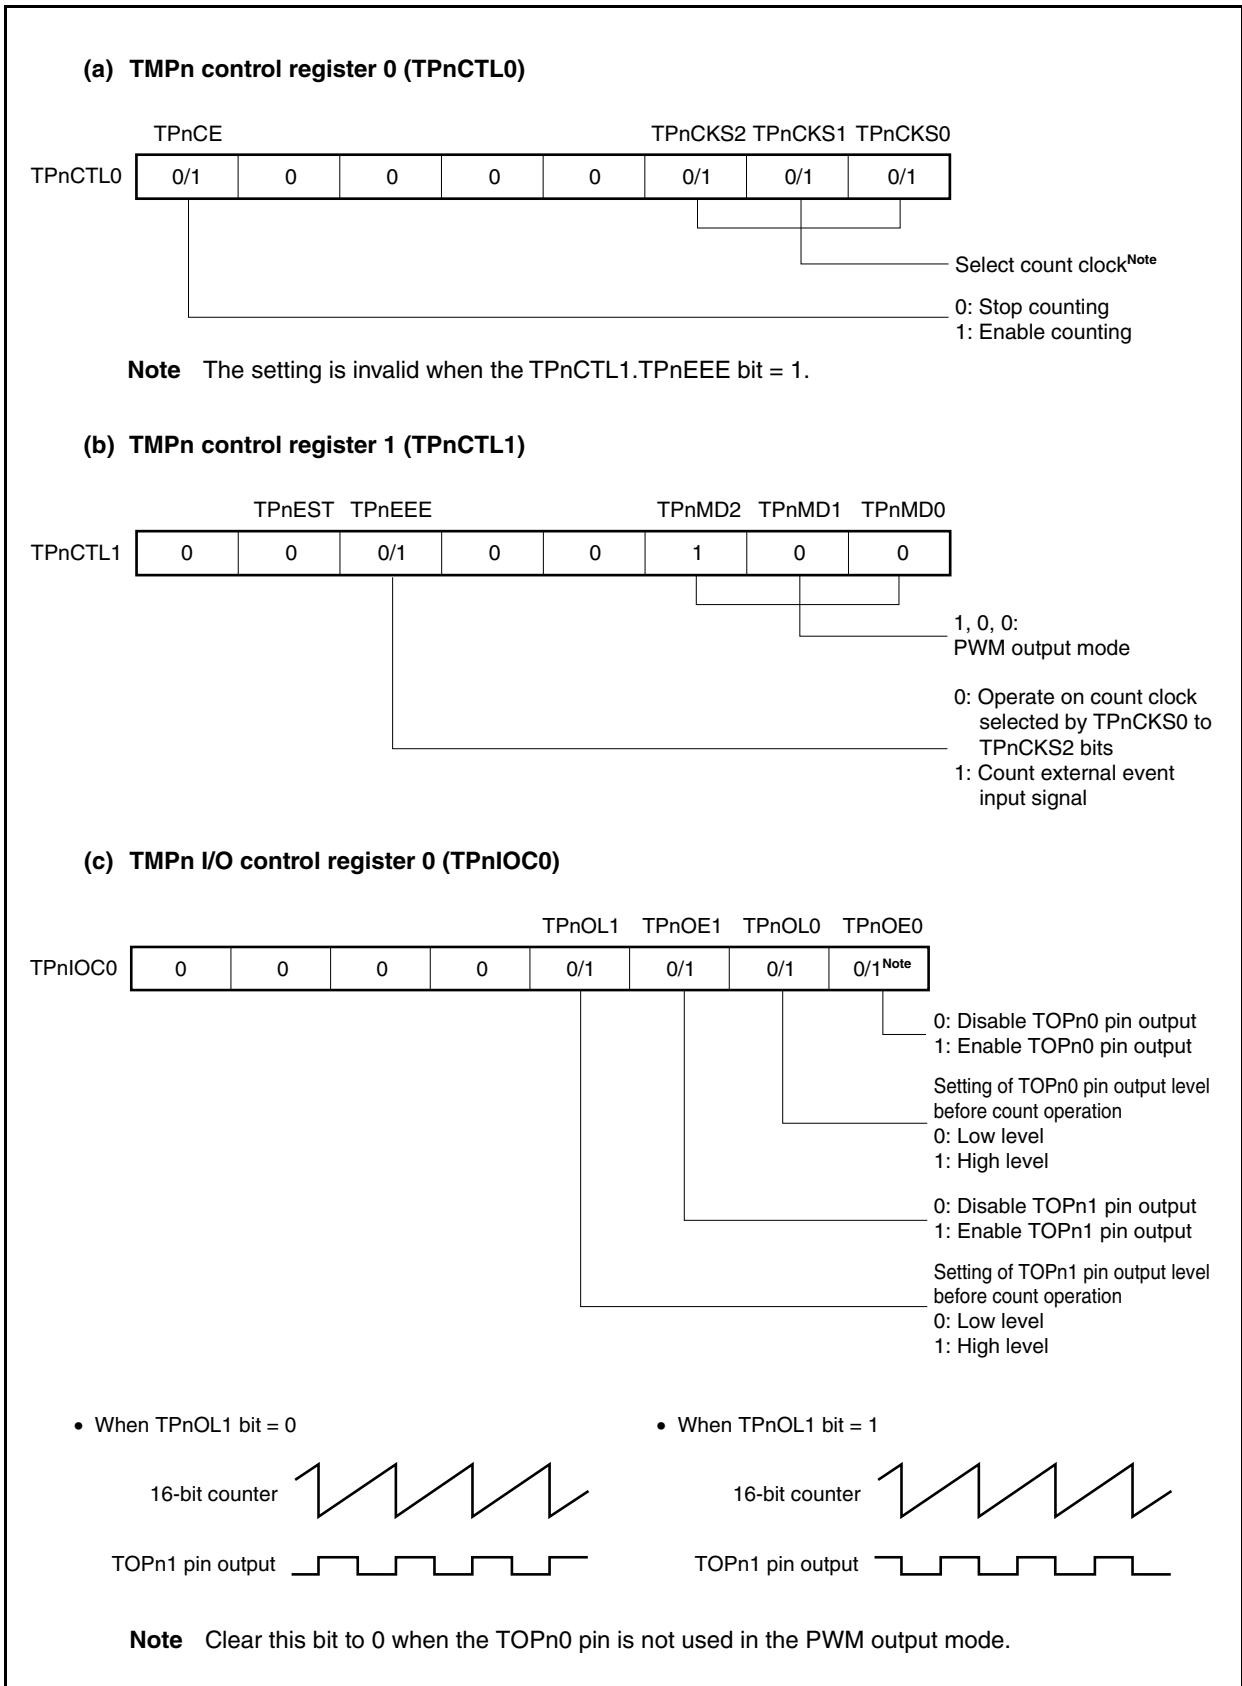 (a) TMPn control register 0 (TPnCTL0)
TPnCE TPnCKS2 TPnCKS1 TPnCKS0
TPnCTL0 0/1 0 0 0 0 0/1 0/1 0/1
Select count clockNote
0: Stop counting
1: Enable counting
Note The setting is invalid when the TPnCTL1.TPnEEE bit = 1.
(b) TMPn control register 1 (TPnCTL1)
TPnEST TPnEEE TPnMD2 TPnMD1 TPnMD0
TPnCTL1 0 0 0/1 0 0 1 0 0
1, 0, 0:
PWM output mode
0: Operate on count clock
selected by TPnCKS0 to
TPnCKS2 bits
1: Count external event
input signal
(c) TMPn I/O control register 0 (TPnIOC0)
TPnOL1 TPnOE1 TPnOL0 TPnOE0
TPnIOC0 0 0 0 0 0/1 0/1 0/1 0/1Note
0: Disable TOPn0 pin output
1: Enable TOPn0 pin output
Setting of TOPn0 pin output level
before count operation
0: Low level
1: High level
0: Disable TOPn1 pin output
1: Enable TOPn1 pin output
Setting of TOPn1 pin output level
before count operation
0: Low level
1: High level
• When TPnOL1 bit = 0
16-bit counter
TOPn1 pin output
• When TPnOL1 bit = 1
16-bit counter
TOPn1 pin output
Note Clear this bit to 0 when the TOPn0 pin is not used in the PWM output mode.